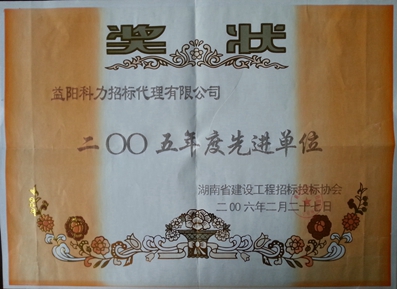 奖状
益阳科力招标代理有限公司
二〇〇五年度先进单位
湖南省建设工程招标投标协会
二00六年二月二十七日